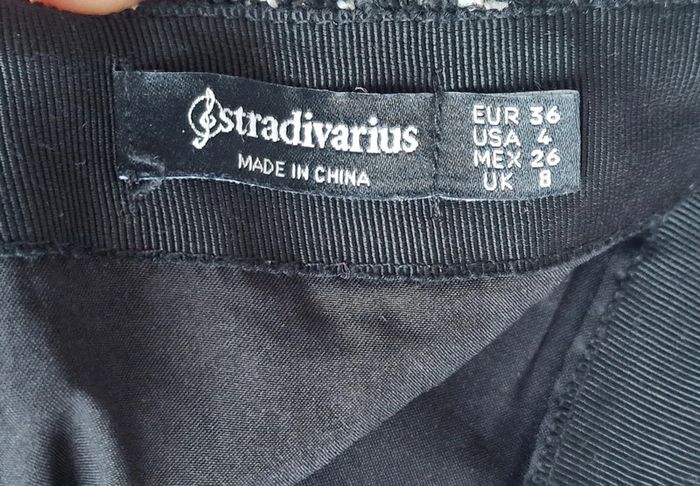 stradivarius
MADE IN CHINA
EUR 36
USA 4
MEX 26
UK 8